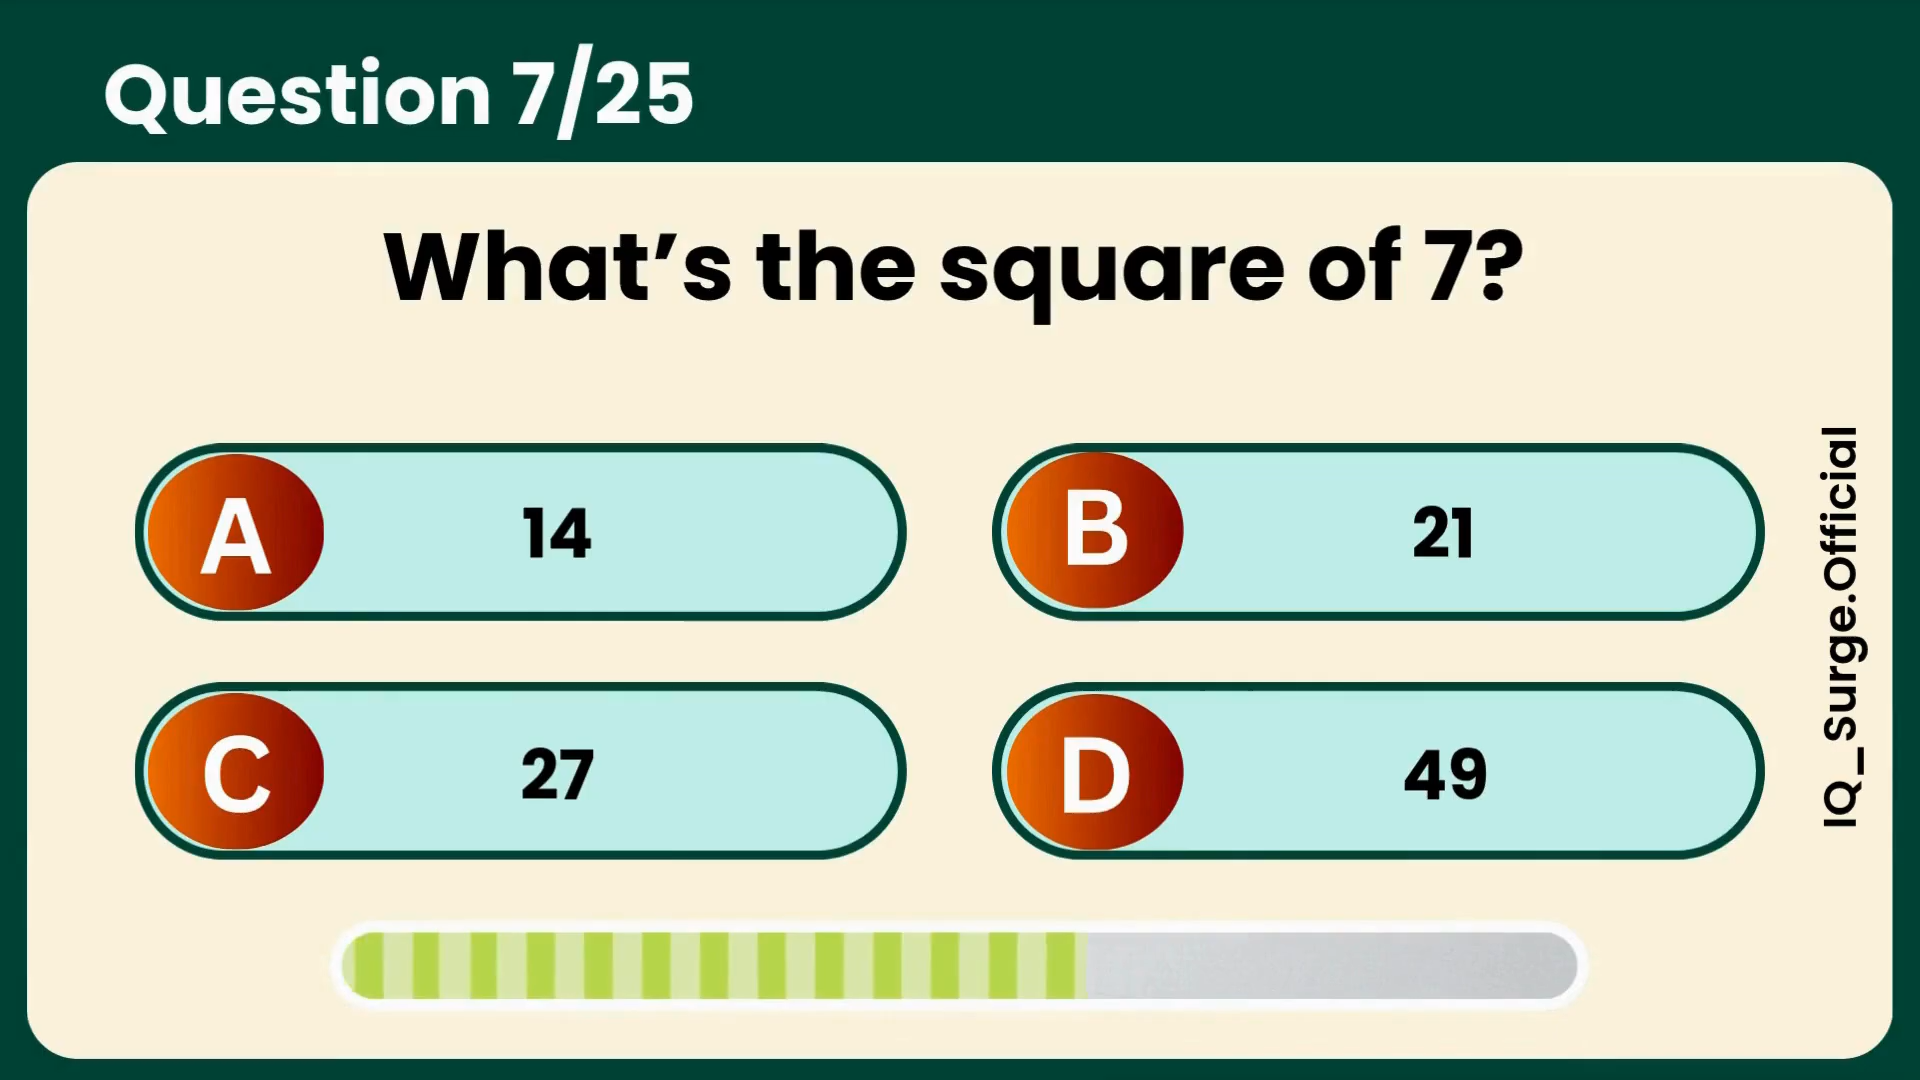 Question 7/25
What’s the square of 7?
A 14
B 21
C 27
D 49
IQ_Surge.Official